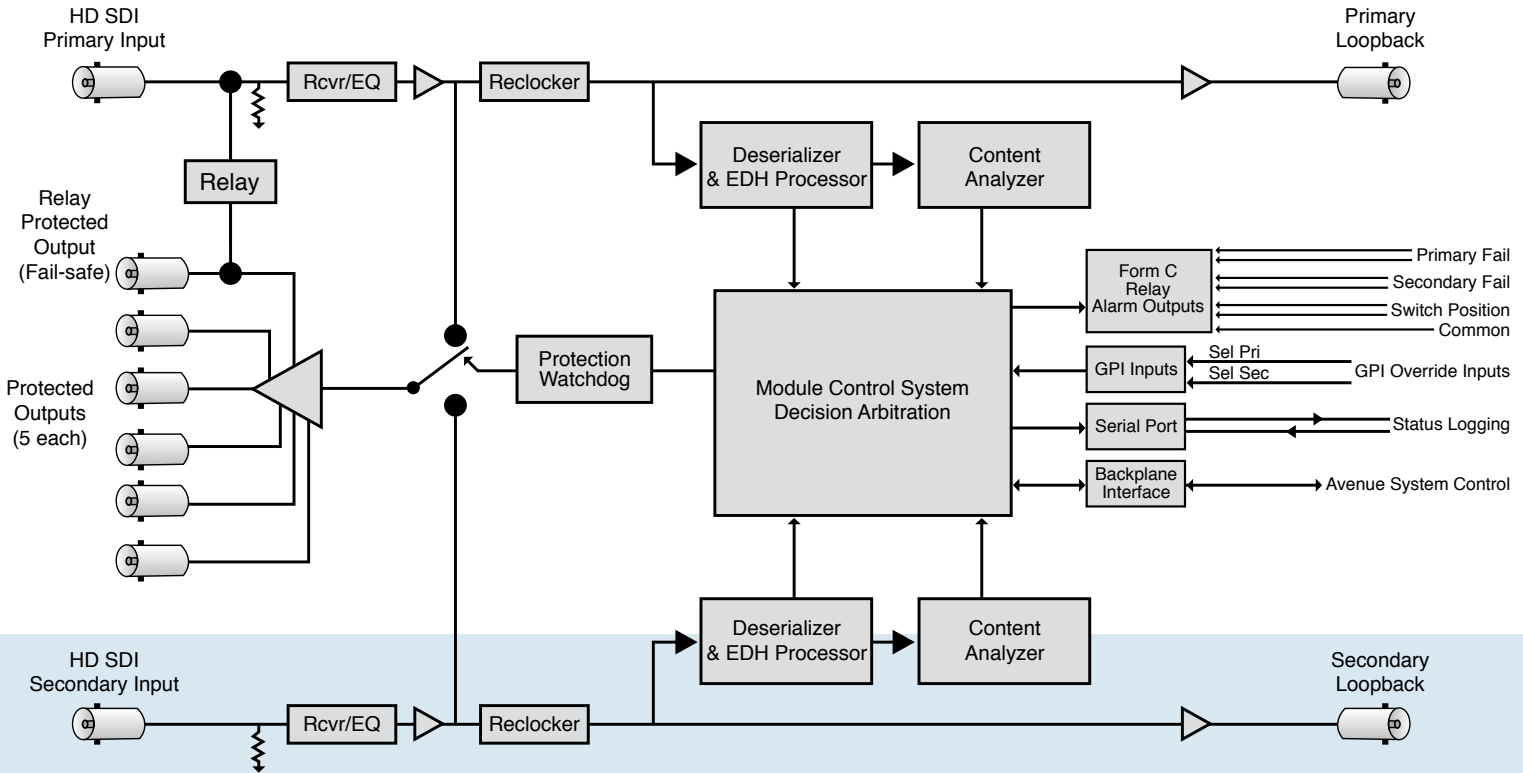 HD SDI
Primary Input
Primary
Loopback
Rcvr/EQ
Reclocker
Deserializer
& EDH Processor
Content
Analyzer
Relay
Relay
Protected
Output
(Fail-safe)
Protected
Outputs
(5 each)
Protection
Watchdog
Module Control System
Decision Arbitration
Form C
Relay
Alarm Outputs
Primary Fail
Secondary Fail
Switch Position
Common
GPI Inputs
Sel Pri
Sel Sec
GPI Override Inputs
Serial Port
Status Logging
Backplane
Interface
Avenue System Control
Deserializer
& EDH Processor
Content
Analyzer
HD SDI
Secondary Input
Rcvr/EQ
Reclocker
Secondary
Loopback